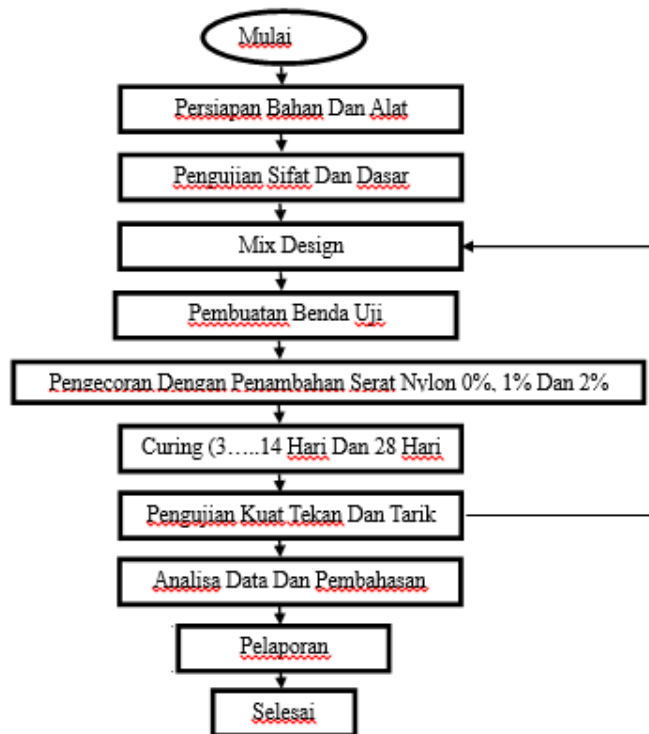 Mulai
Persiapan Bahan Dan Alat
Pengujian Sifat Dan Dasar
Mix Design
Pembuatan Benda Uji
Pengecoran Dengan Penambahan Serat Nylon 0%, 1% Dan 2%
Curing (3…..14 Hari Dan 28 Hari
Pengujian Kuat Tekan Dan Tarik
Analisa Data Dan Pembahasan
Pelaporan
Selesai